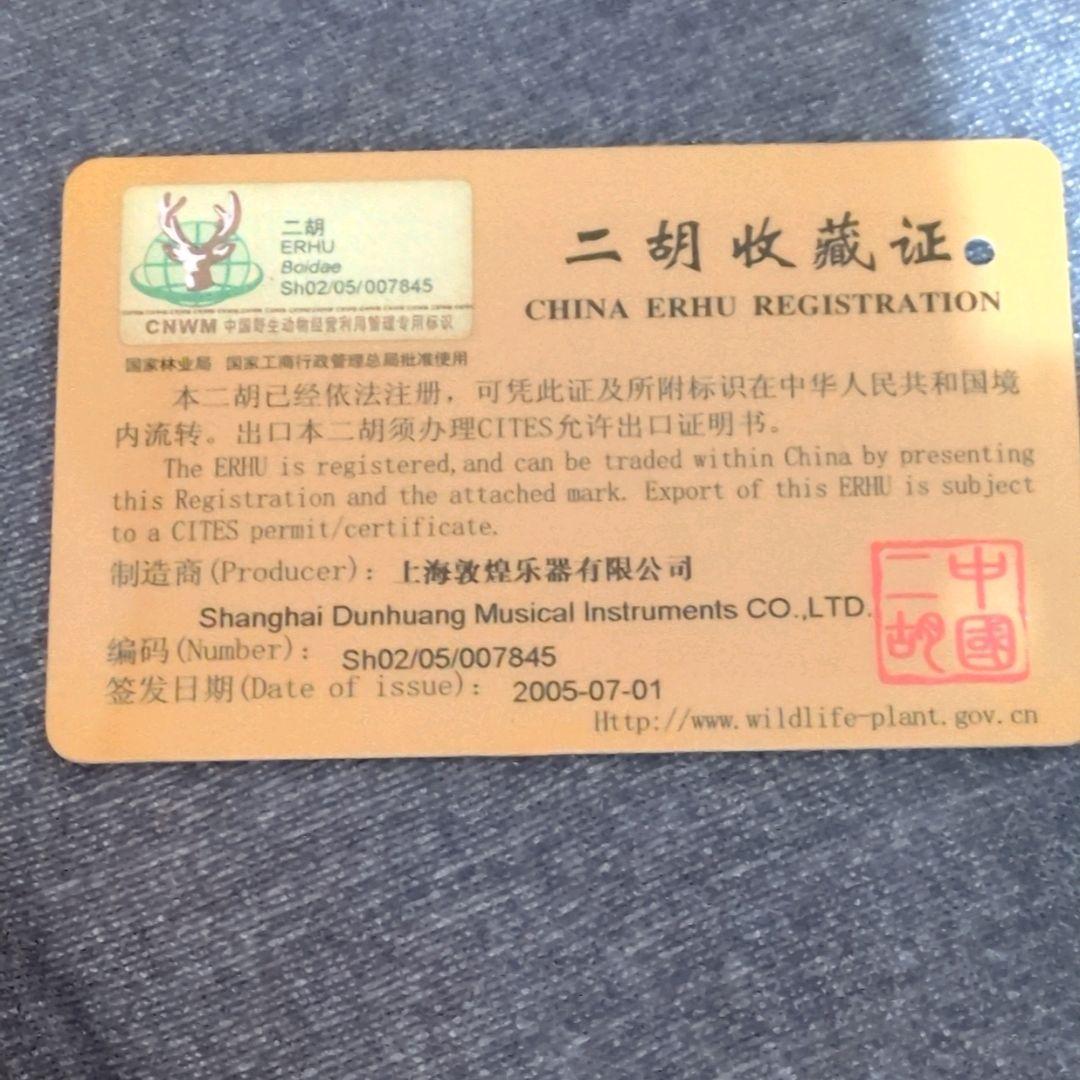 二胡
ERHU
Boidae
Sh02/05/007845
CNWM 中国野生动物经营利用管理专用标识
国家林业局 国家工商行政管理总局批准使用
二胡收藏证
CHINA ERHU REGISTRATION
本二胡已经依法注册，可凭此证及所附标识在中华人民共和国境
内流转。出口本二胡须办理CITES允许出口证明书。
The ERHU is registered,and can be traded within China by presenting
this Registration and the attached mark. Export of this ERHU is subject
to a CITES permit/certificate.
制造商(Producer)：上海敦煌乐器有限公司
Shanghai Dunhuang Musical Instruments CO.,LTD.
编码(Number)： Sh02/05/007845
签发日期(Date of issue)： 2005-07-01
中國
二胡
Http://www.wildlife-plant.gov.cn